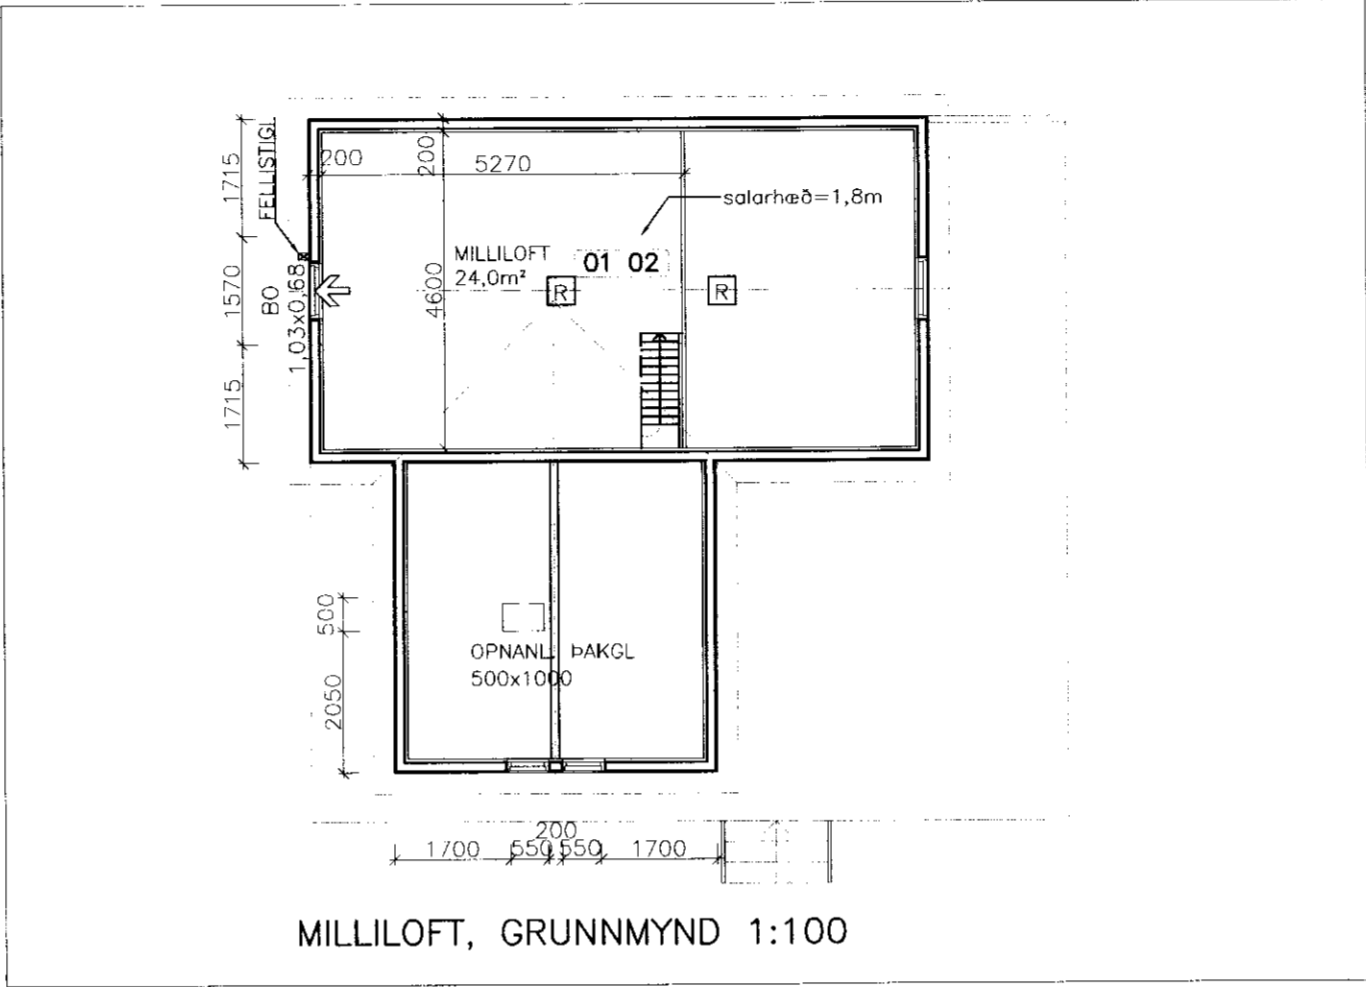 FELLISTIGI
1715
200
200
5270
salarhæð=1,8m
MILLILOFT
24,0m²
01 02
1570
BO
1,03x0,68
4600
R
R
1715
500
OPNANL. ÞAKGL
500x1000
2050
200
1700
550
550
1700
MILLILOFT, GRUNNMYND 1:100